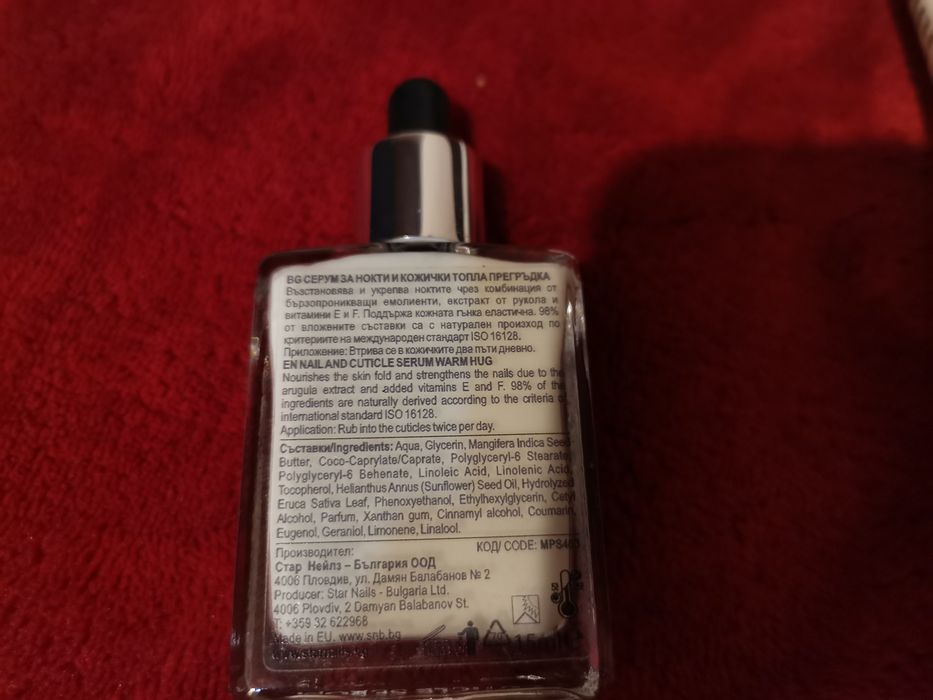 BG СЕРУМ ЗА НОКТИ И КОЖИЧКИ ТОПЛА ПРЕГРЪДКА
Възстановява и укрепва ноктите чрез комбинация от
бързопроникващи емолиенти, екстракт от рукола и
витамини E и F. Поддържа кожната гънка еластична. 98%
от вложените съставки са с натурален произход по
критериите на международен стандарт ISO 16128.
Приложение: Втрива се в кожичките два пъти дневно.
EN NAIL AND CUTICLE SERUM WARM HUG
Nourishes the skin fold and strengthens the nails due to the
arugula extract and added vitamins E and F. 98% of the
ingredients are naturally derived according to the criteria of
international standard ISO 16128.
Application: Rub into the cuticles twice per day.
Съставки/Ingredients: Aqua, Glycerin, Mangifera Indica Seed
Butter, Coco-Caprylate/Caprate, Polyglyceryl-6 Stearate,
Polyglyceryl-6 Behenate, Linoleic Acid, Linolenic Acid,
Tocopherol, Helianthus Annus (Sunflower) Seed Oil, Hydrolyzed
Eruca Sativa Leaf, Phenoxyethanol, Ethylhexylglycerin, Cetyl
Alcohol, Parfum, Xanthan gum, Cinnamyl alcohol, Coumarin,
Eugenol, Geraniol, Limonene, Linalool.
Производител: КОД/ CODE:
Стар Нейлз – България ООД
4006 Пловдив, ул. Дамян Балабанов № 2
Producer: Star Nails - Bulgaria Ltd.
4006 Plovdiv, 2 Damyan Balabanov St.
T: +359 32 622968
Made in EU. www.snb.bg